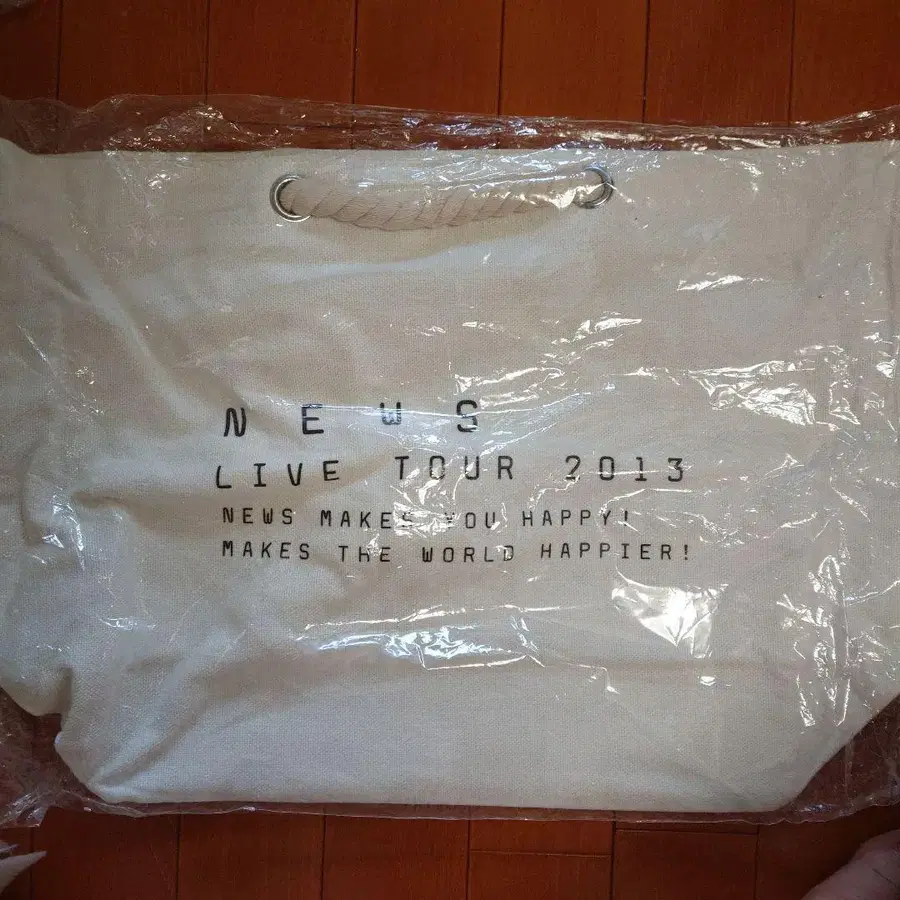 NEWS
LIVE TOUR 2013
NEWS MAKES YOU HAPPY!
MAKES THE WORLD HAPPIER!